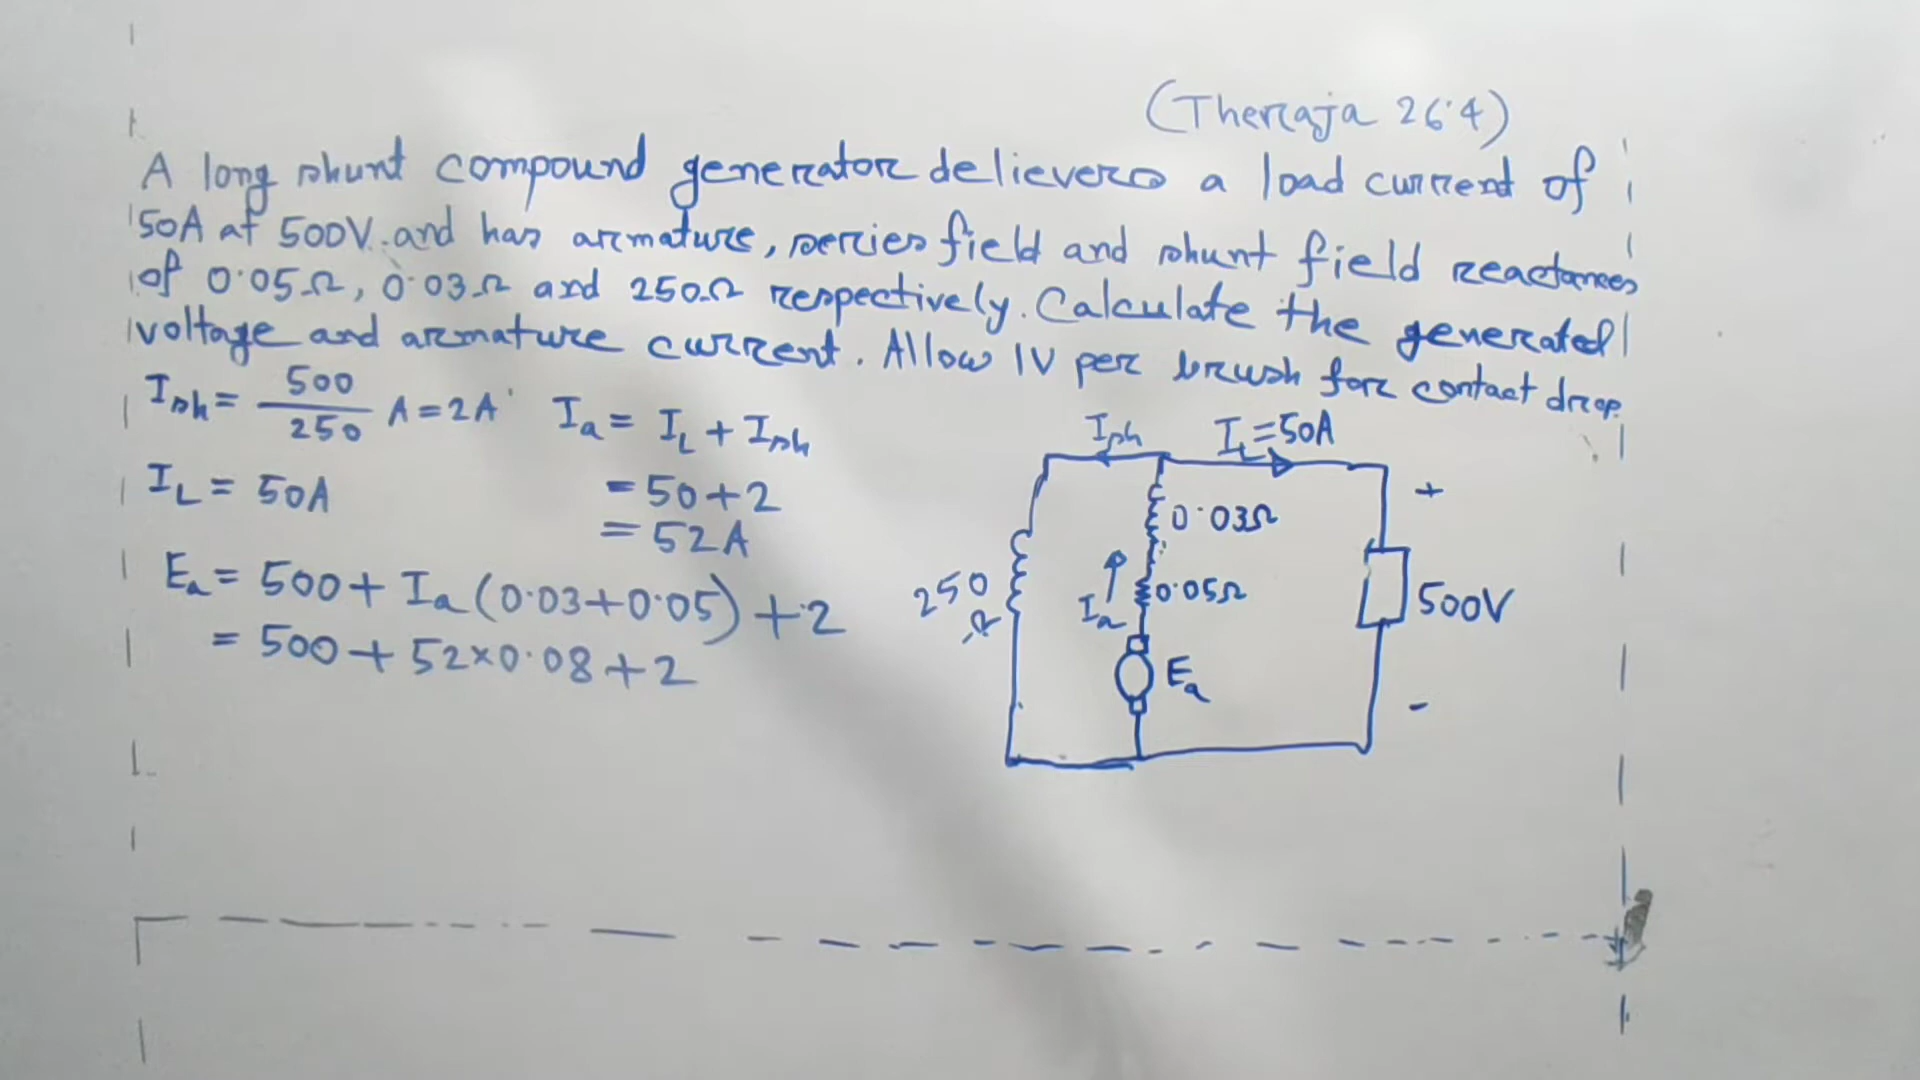 (Theraja 26.4)
A long shunt compound generator delievers a load current of
50A at 500V. and has armature, series field and shunt field reactances
of 0.05Ω, 0.03Ω and 250Ω respectively. Calculate the generated
voltage and armature current. Allow 1V per brush for contact drop.
Ish = 500/250 A = 2A
Ia = IL + Ish
IL = 50A
= 50+2
= 52A
Ea = 500 + Ia (0.03+0.05) + 2
= 500 + 52×0.08 + 2
Ish
IL=50A
+
0.03Ω
250
Ω
Ia
0.05Ω
500V
Ea
-